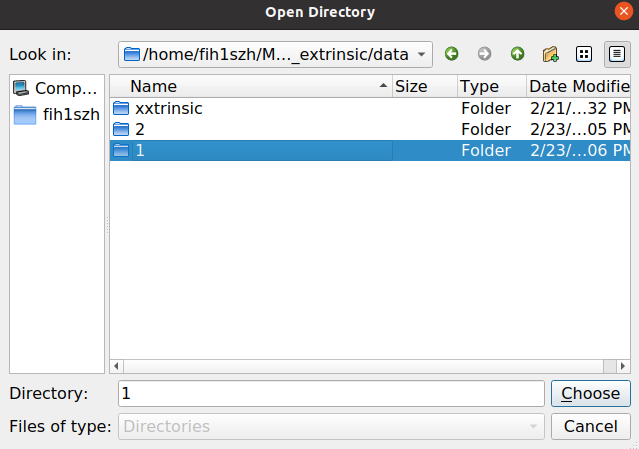 Open Directory
Look in: /home/fih1szh/M..._extrinsic/data
Comp...
fih1szh
Name Size Type Date Modifie
xxtrinsic Folder 2/21/...32 PM
2 Folder 2/23/...05 PM
1 Folder 2/23/...06 PM
Directory: 1 Choose
Files of type: Directories Cancel